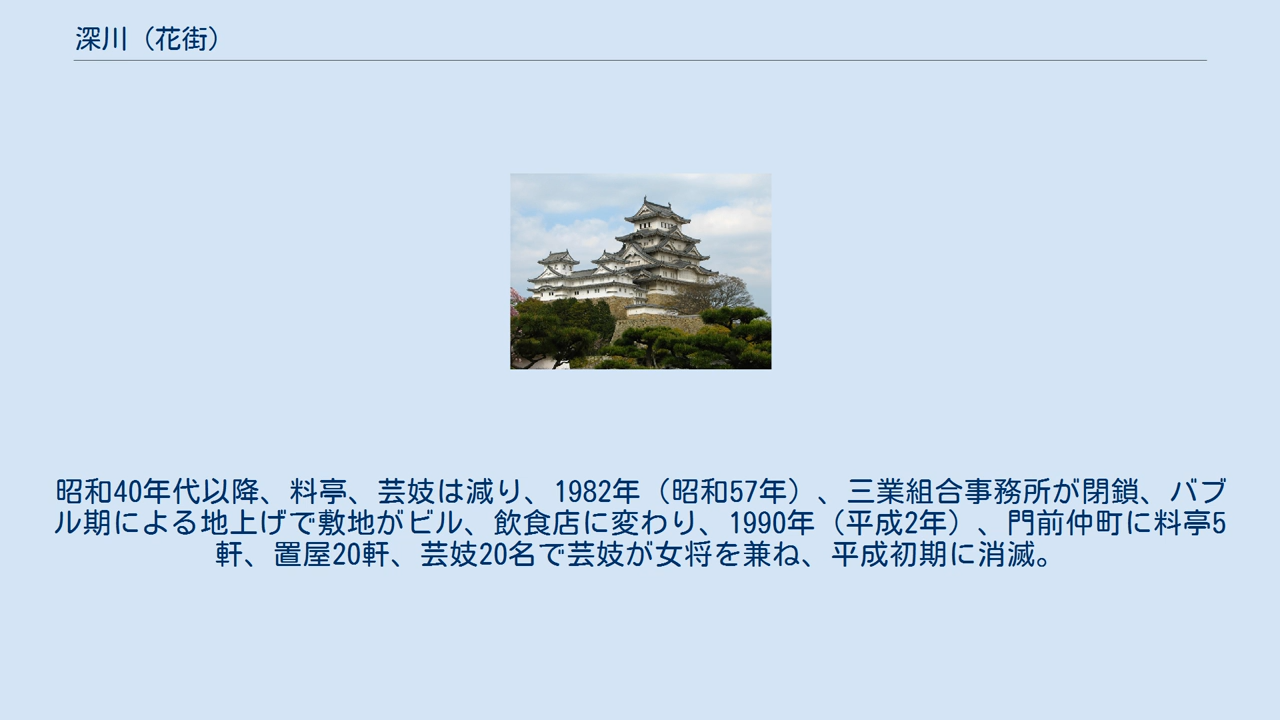 深川（花街）
昭和40年代以降、料亭、芸妓は減り、1982年（昭和57年）、三業組合事務所が閉鎖、バブ
ル期による地上げで敷地がビル、飲食店に変わり、1990年（平成2年）、門前仲町に料亭5
軒、置屋20軒、芸妓20名で芸妓が女将を兼ね、平成初期に消滅。